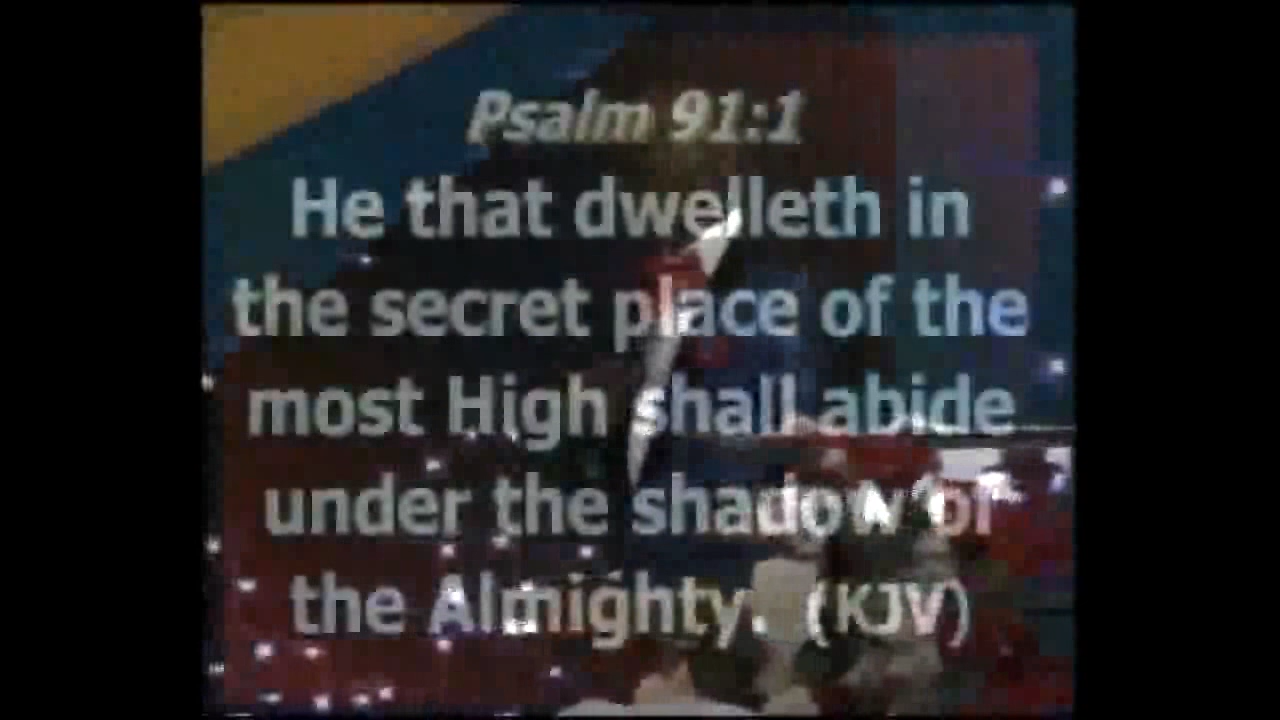 Psalm 91:1
He that dwelleth in
the secret place of the
most High shall abide
under the shadow of
the Almighty. (KJV)